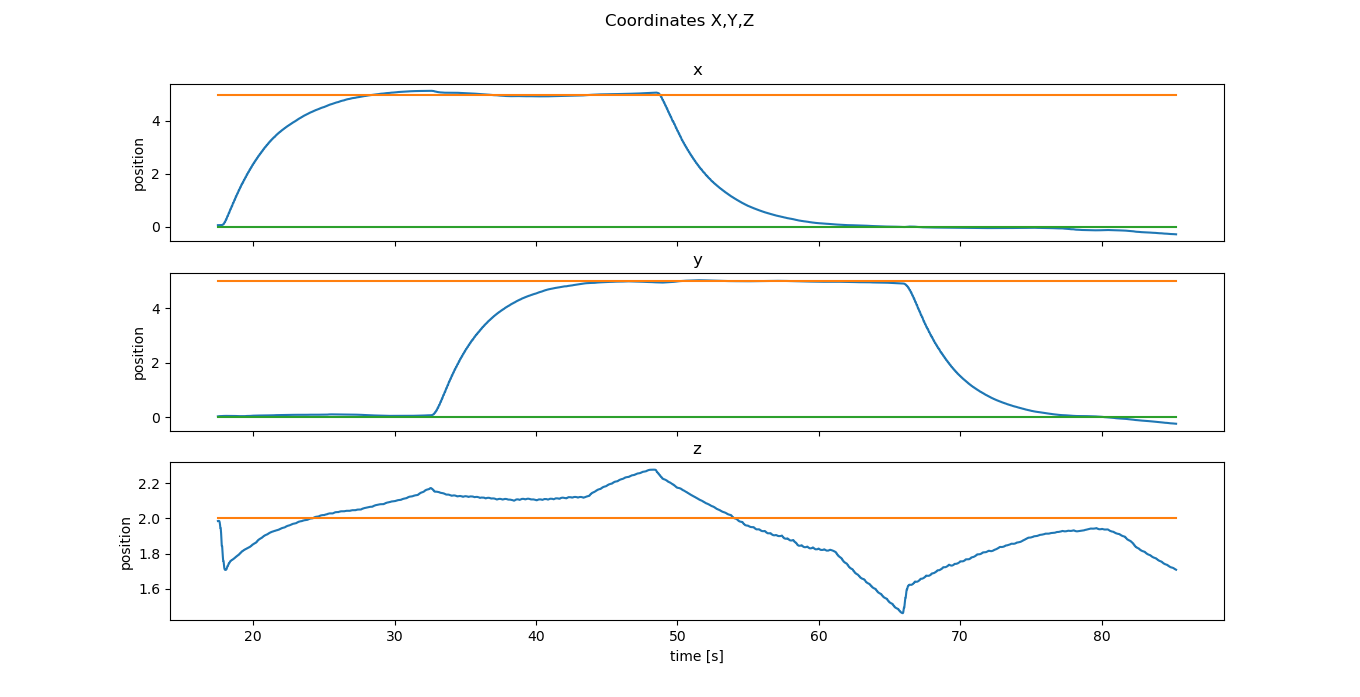 Coordinates X,Y,Z
x
4
2
0
position
y
4
2
0
position
z
2.2
2.0
1.8
1.6
position
20 30 40 50 60 70 80
time [s]